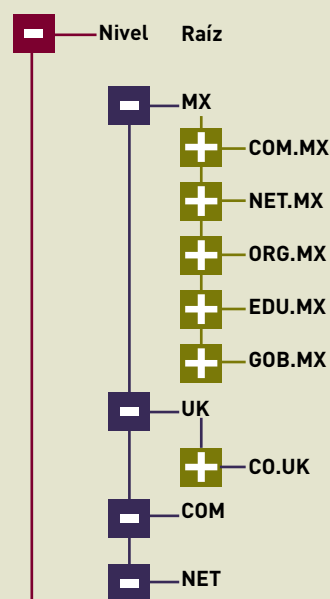 Nivel Raíz
MX
COM.MX
NET.MX
ORG.MX
EDU.MX
GOB.MX
UK
CO.UK
COM
NET